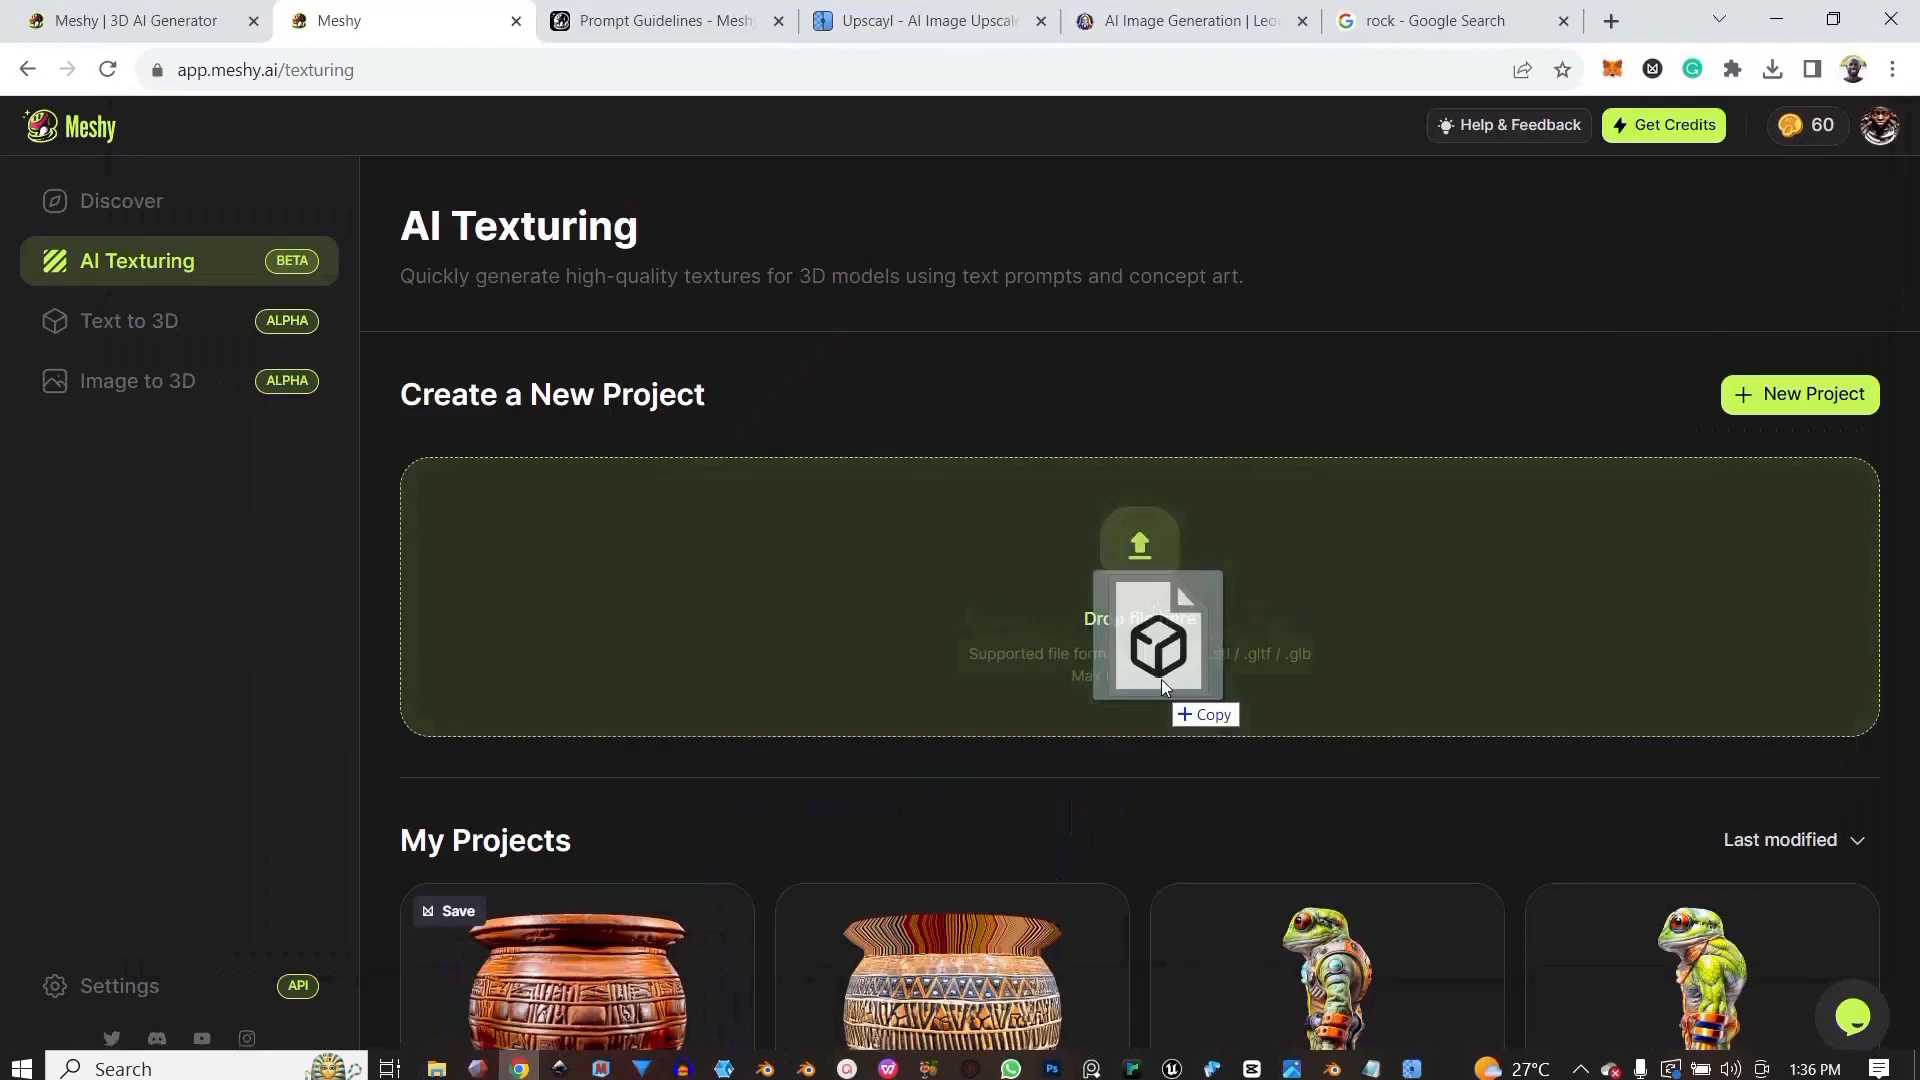 Meshy | 3D AI Generator
Meshy
Prompt Guidelines - Mesh
Upscayl - AI Image Upscal
AI Image Generation | Leo
rock - Google Search
app.meshy.ai/texturing
Meshy
Help & Feedback
Get Credits
60
Discover
AI Texturing
BETA
Text to 3D
ALPHA
Image to 3D
ALPHA
Settings
API
AI Texturing
Quickly generate high-quality textures for 3D models using text prompts and concept art.
Create a New Project
New Project
Drop file here
Supported file / .gltf / .glb
Copy
My Projects
Last modified
Save
Search
27°C
1:36 PM